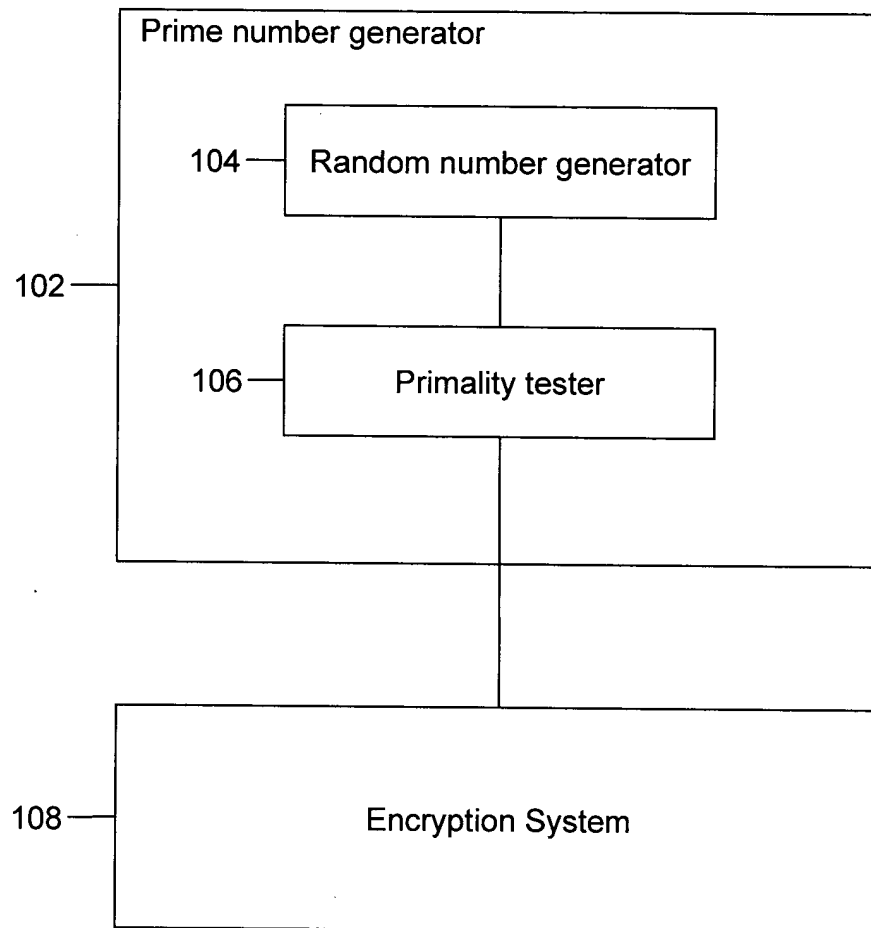 Prime number generator
104
Random number generator
102
106
Primality tester
108
Encryption System